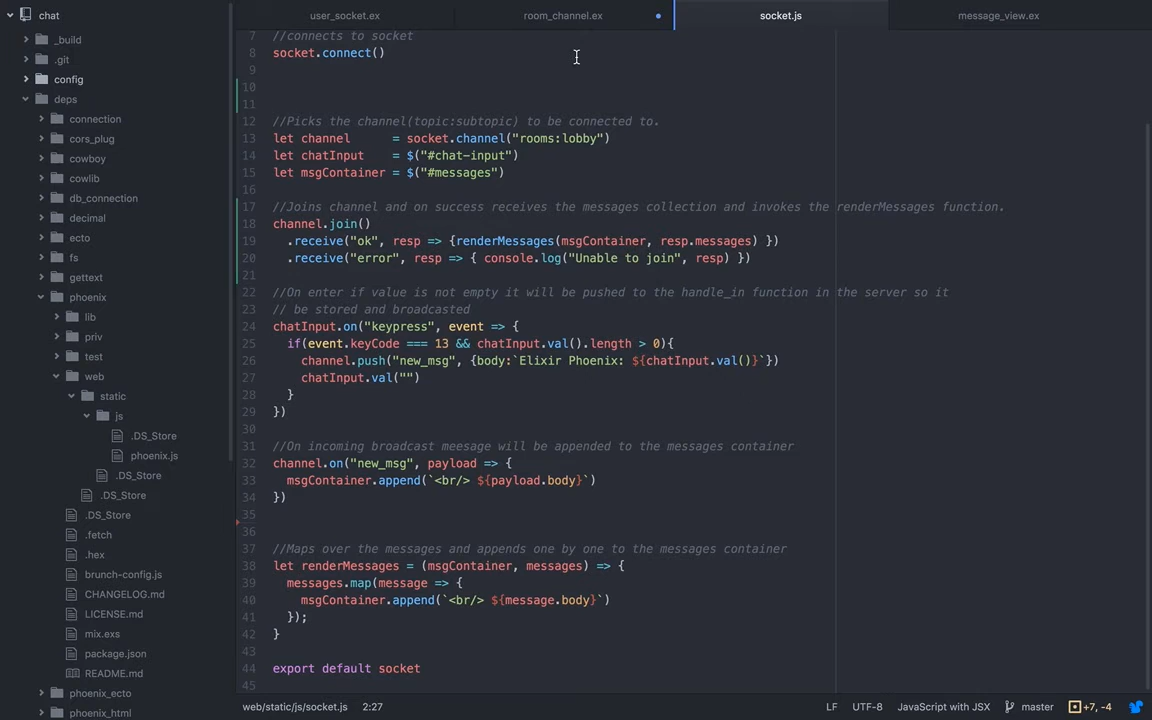 chat
_build
.git
config
deps
connection
cors_plug
cowboy
cowlib
db_connection
decimal
ecto
fs
gettext
phoenix
lib
priv
test
web
static
js
.DS_Store
phoenix.js
.DS_Store
.DS_Store
.DS_Store
.fetch
.hex
brunch-config.js
CHANGELOG.md
LICENSE.md
mix.exs
package.json
README.md
phoenix_ecto
phoenix_html
user_socket.ex
room_channel.ex
socket.js
message_view.ex
7 //connects to socket
8 socket.connect()
9
10
11
12 //Picks the channel(topic:subtopic) to be connected to.
13 let channel     = socket.channel("rooms:lobby")
14 let chatInput    = $("#chat-input")
15 let msgContainer = $("#messages")
16
17 //Joins channel and on success receives the messages collection and invokes the renderMessages function.
18 channel.join()
19   .receive("ok", resp => {renderMessages(msgContainer, resp.messages) })
20   .receive("error", resp => { console.log("Unable to join", resp) })
21
22 //On enter if value is not empty it will be pushed to the handle_in function in the server so it
23 // be stored and broadcasted
24 chatInput.on("keypress", event => {
25   if(event.keyCode === 13 && chatInput.val().length > 0){
26     channel.push("new_msg", {body:`Elixir Phoenix: ${chatInput.val()}`})
27     chatInput.val("")
28   }
29 })
30
31 //On incoming broadcast meesage will be appended to the messages container
32 channel.on("new_msg", payload => {
33   msgContainer.append(`<br/> ${payload.body}`)
34 })
35
36
37 //Maps over the messages and appends one by one to the messages container
38 let renderMessages = (msgContainer, messages) => {
39   messages.map(message => {
40     msgContainer.append(`<br/> ${message.body}`)
41   });
42 }
43
44 export default socket
45
web/static/js/socket.js 2:27 LF UTF-8 JavaScript with JSX master +7, -4